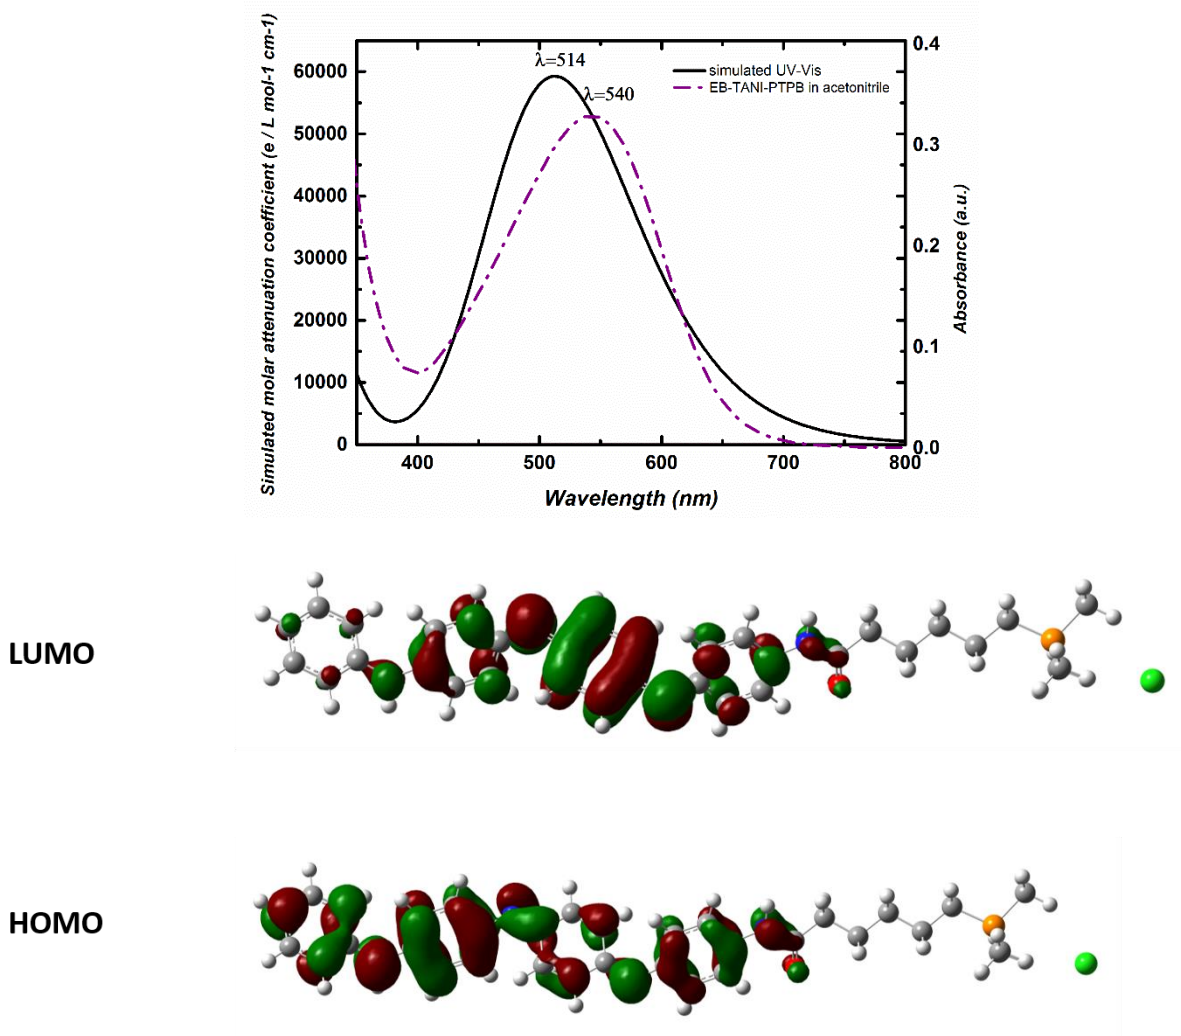 Simulated molar attenuation coefficient (e / L mol-1 cm-1)
60000
50000
40000
30000
20000
10000
0
λ=514
λ=540
simulated UV-Vis
EB-TANI-PTPB in acetonitrile
0.4
0.3
0.2
0.1
0.0
Absorbance (a.u.)
400 500 600 700 800
Wavelength (nm)
LUMO
HOMO